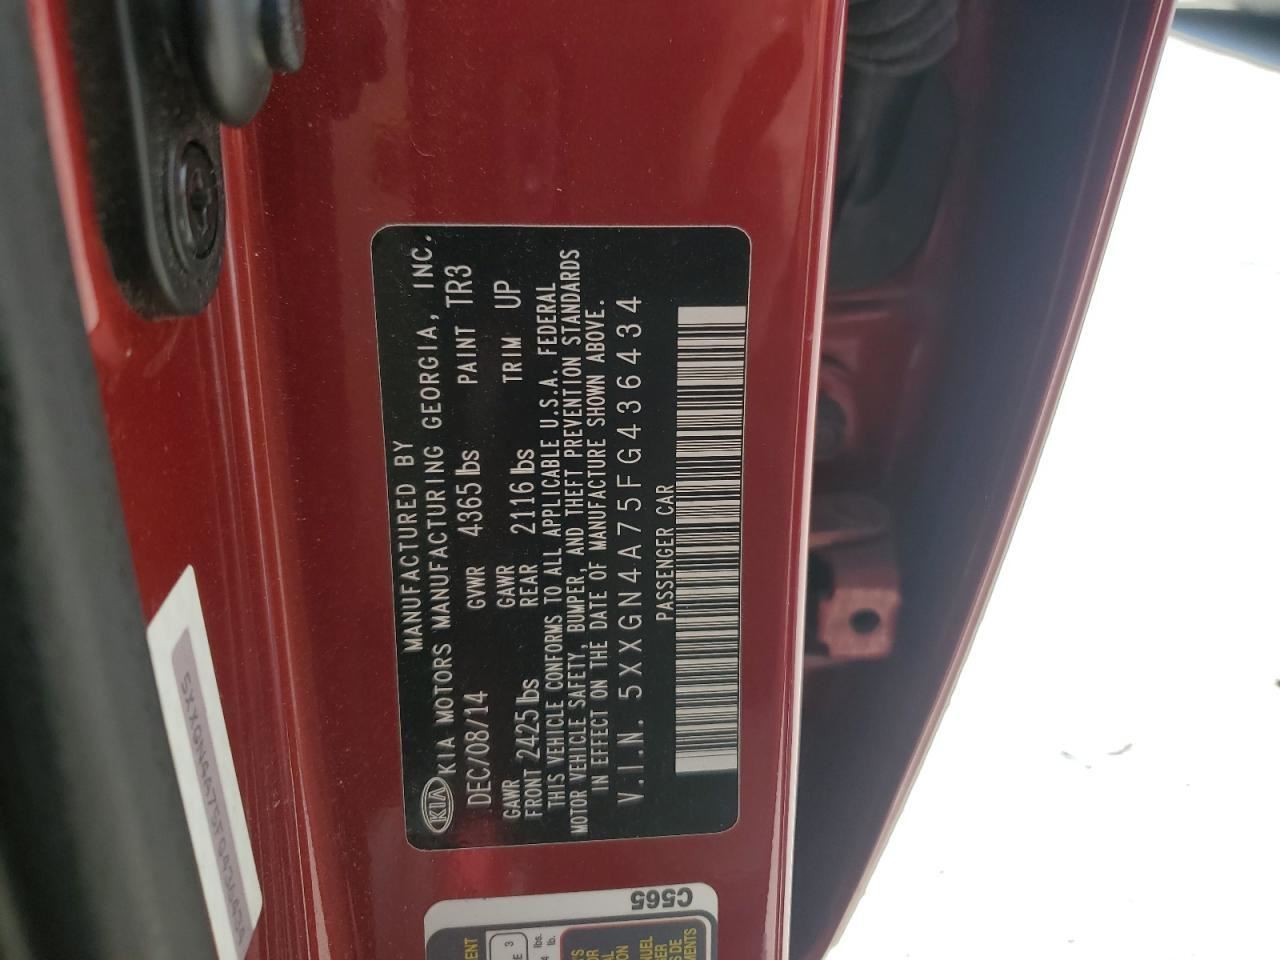 MANUFACTURED BY
KIA KIA MOTORS MANUFACTURING GEORGIA, INC.
DEC/08/14 GVWR 4365 lbs PAINT TR3
GAWR FRONT 2425 lbs GAWR REAR 2116 lbs TRIM UP
THIS VEHICLE CONFORMS TO ALL APPLICABLE U.S.A. FEDERAL
MOTOR VEHICLE SAFETY, BUMPER, AND THEFT PREVENTION STANDARDS
IN EFFECT ON THE DATE OF MANUFACTURE SHOWN ABOVE.
V.I.N. 5XXGN4A75FG436434
PASSENGER CAR
5XXGN4A75FG436434
C565